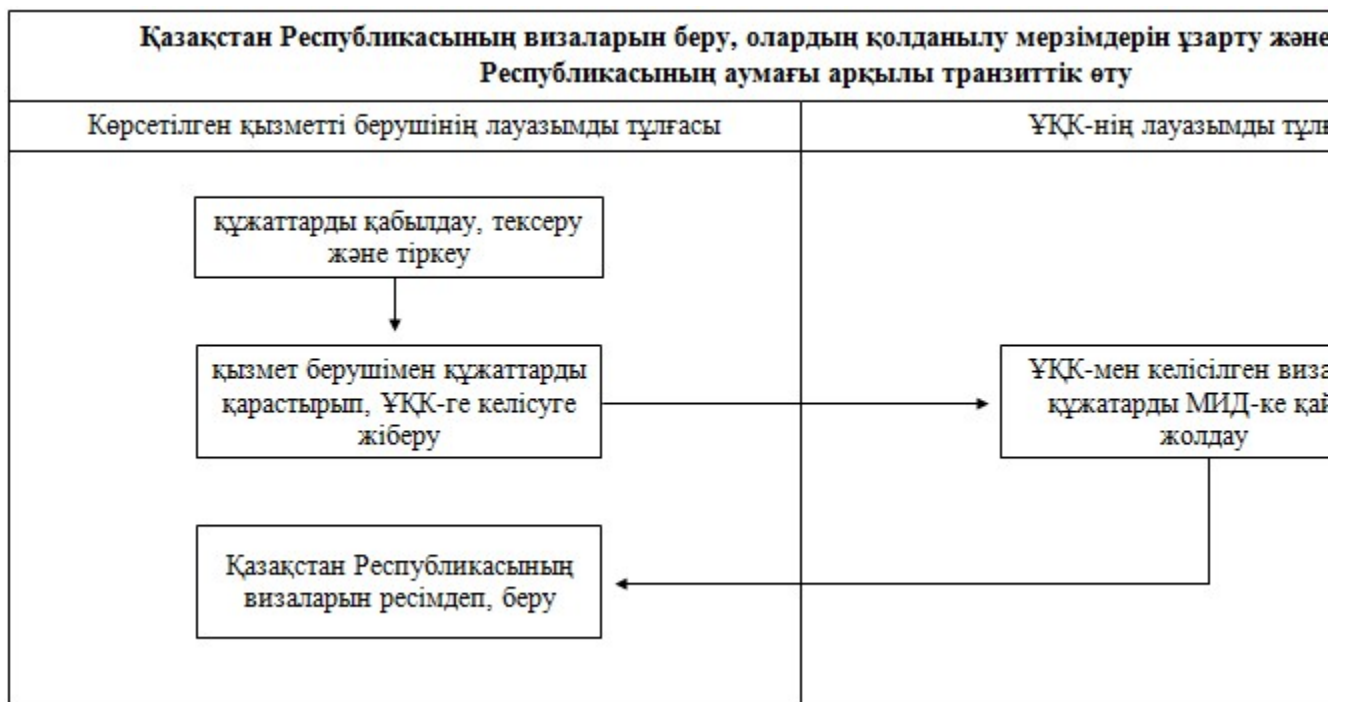 Қазақстан Республикасының визаларын беру, олардың қолданылу мерзімдерін ұзарту және
Республикасының аумағы арқылы транзиттік өту
Көрсетілген қызметті берушінің лауазымды тұлғасы
ҰҚК-нің лауазымды
құжаттарды қабылдау, тексеру
және тіркеу
қызмет берушімен құжаттарды
қарастырып, ҰҚК-ге келісуге
жіберу
ҰҚК-мен келісілген
құжатарды МИД-ке
жолдау
Қазақстан Республикасының
визаларын ресімдеп, беру